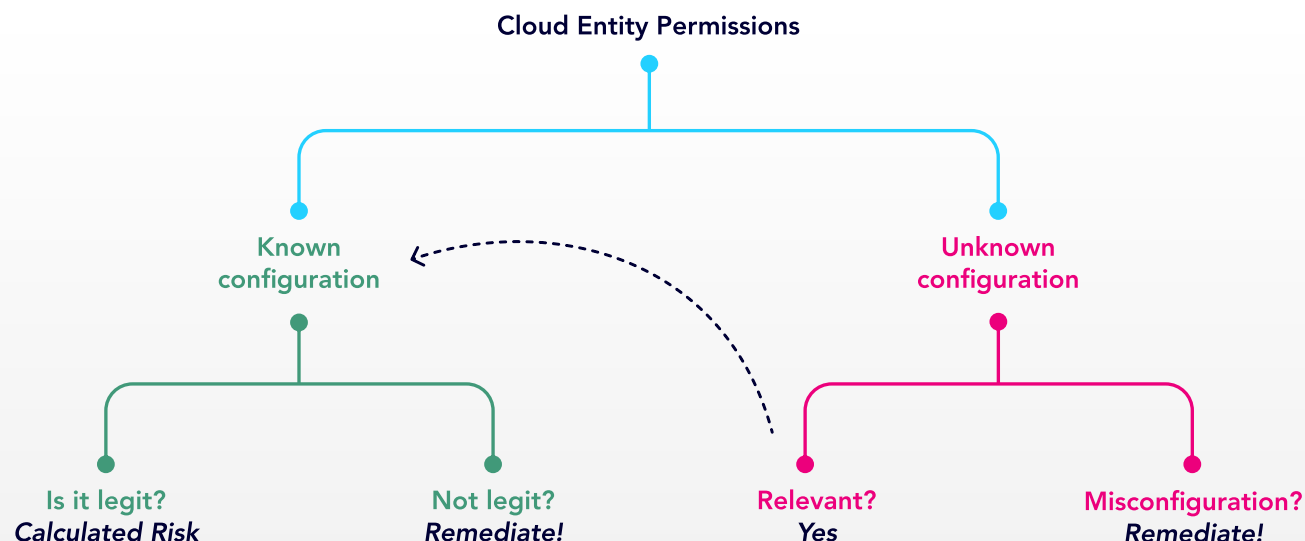 Cloud Entity Permissions
Known
configuration
Unknown
configuration
Is it legit?
Calculated Risk
Not legit?
Remediate!
Relevant?
Yes
Misconfiguration?
Remediate!